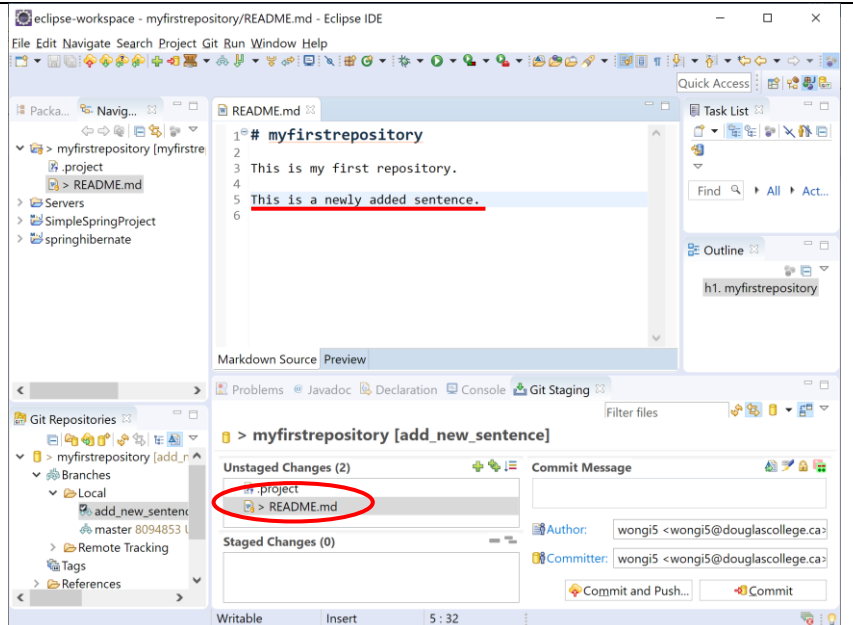 eclipse-workspace - myfirstrepository/README.md - Eclipse IDE
File Edit Navigate Search Project Git Run Window Help
Quick Access
Packa... Navig...
> myfirstrepository [myfirstre
.project
> README.md
Servers
SimpleSpringProject
springhibernate
README.md
1 # myfirstrepository
2
3 This is my first repository.
4
5 This is a newly added sentence.
6
Markdown Source Preview
Task List
Find All Act...
Outline
h1. myfirstrepository
Git Repositories
> myfirstrepository [add_n
Branches
Local
add_new_sentenc
master 8094853
Remote Tracking
Tags
References
Problems Javadoc Declaration Console Git Staging
Filter files
> myfirstrepository [add_new_sentence]
Unstaged Changes (2)
.project
> README.md
Staged Changes (0)
Commit Message
Author: wongi5 <wongi5@douglascollege.ca>
Committer: wongi5 <wongi5@douglascollege.ca>
Commit and Push... Commit
Writable Insert 5 : 32